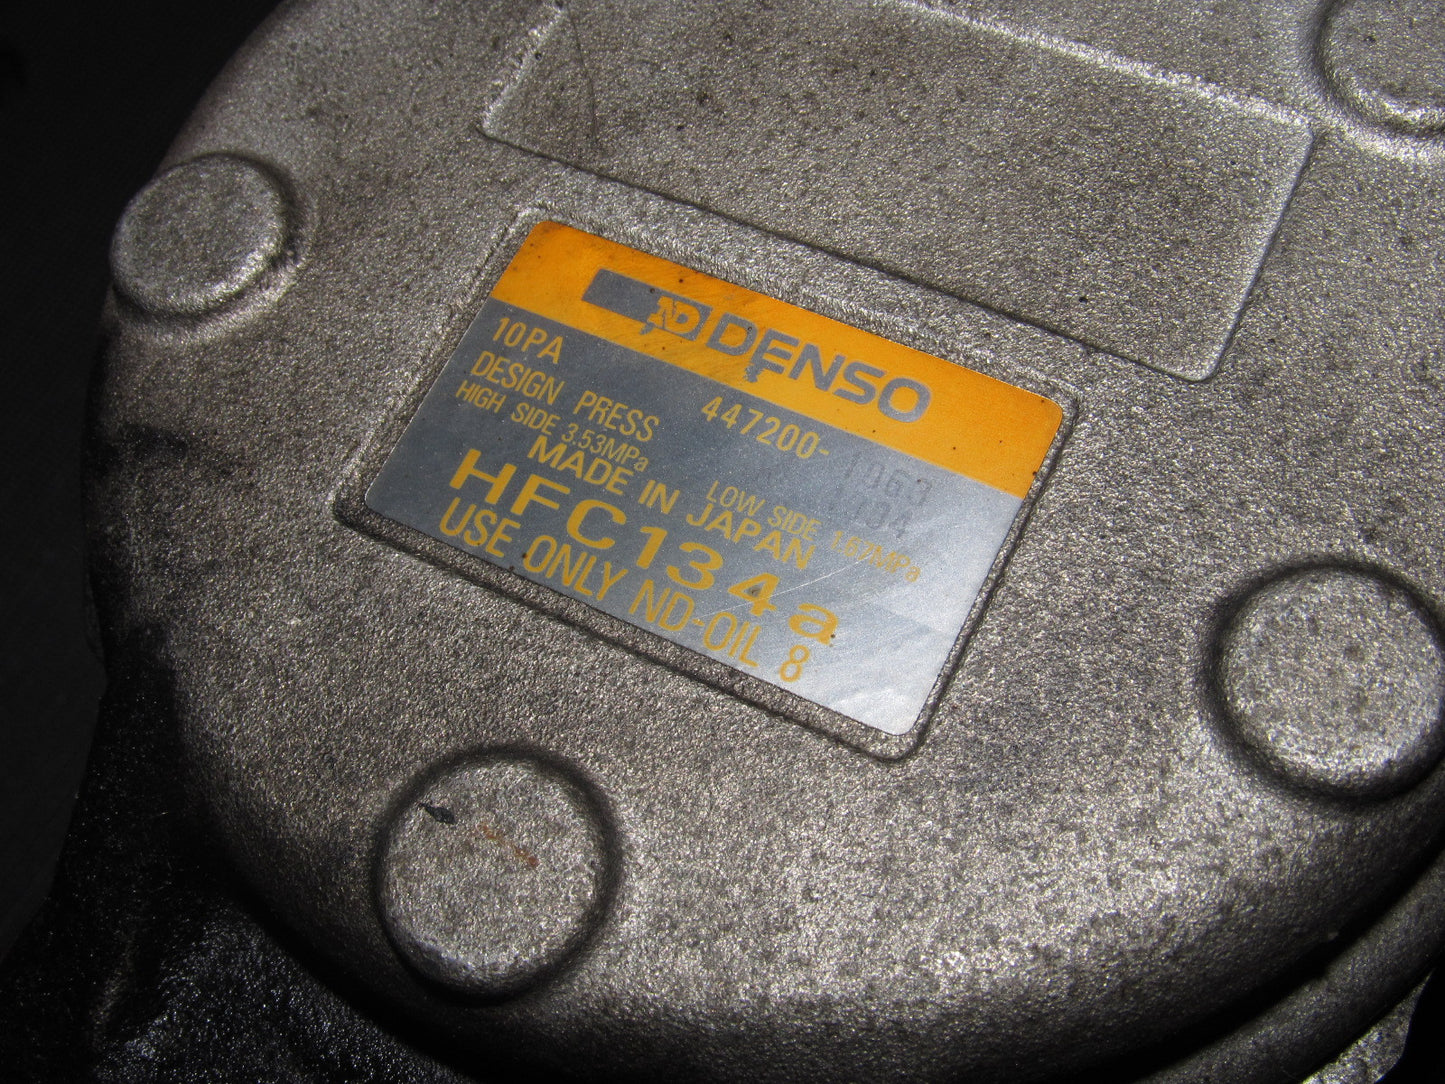 ND DENSO
10PA 447200-
DESIGN PRESS
HIGH SIDE 3.53MPa LOW SIDE 1.67MPa
MADE IN JAPAN
HFC134a
USE ONLY ND-OIL 8